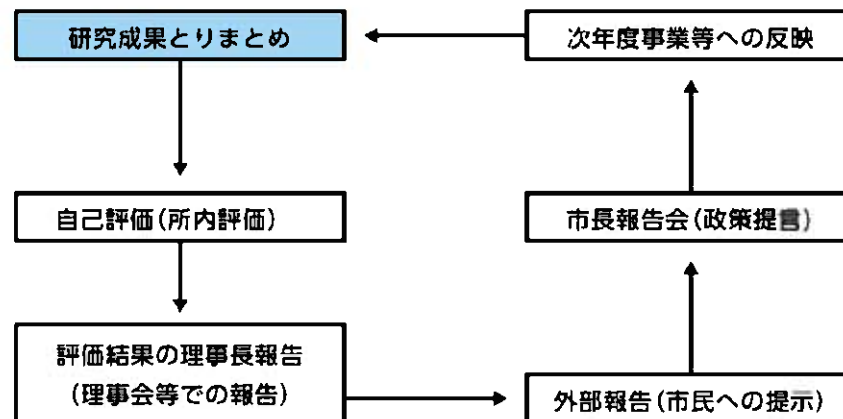 研究成果とりまとめ
次年度事業等への反映
自己評価(所内評価)
市長報告会(政策提言)
評価結果の理事長報告
(理事会等での報告)
外部報告(市民への提示)